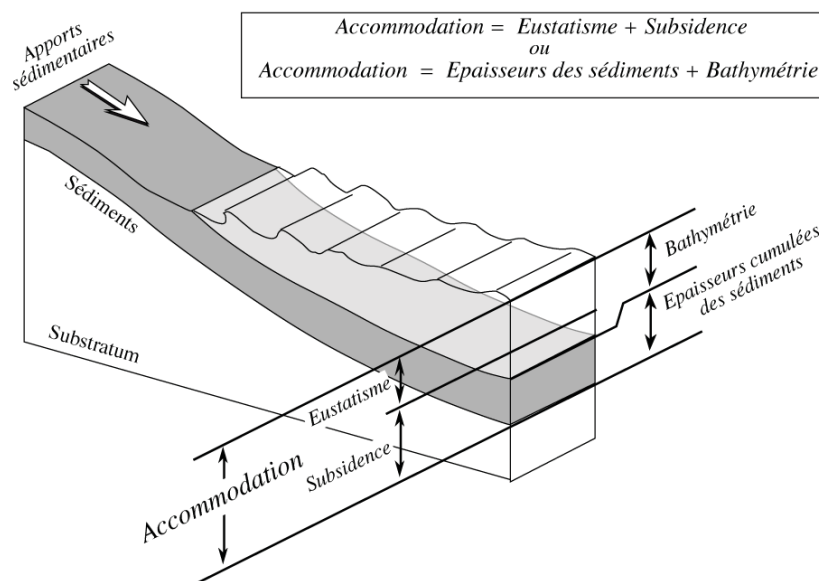 Accommodation = Eustatisme + Subsidence
ou
Accommodation = Epaisseurs des sédiments + Bathymétrie
Apports
sédimentaires
Sédiments
Substratum
Bathymétrie
Epaisseurs cumulées
des sédiments
Eustatisme
Subsidence
Accommodation